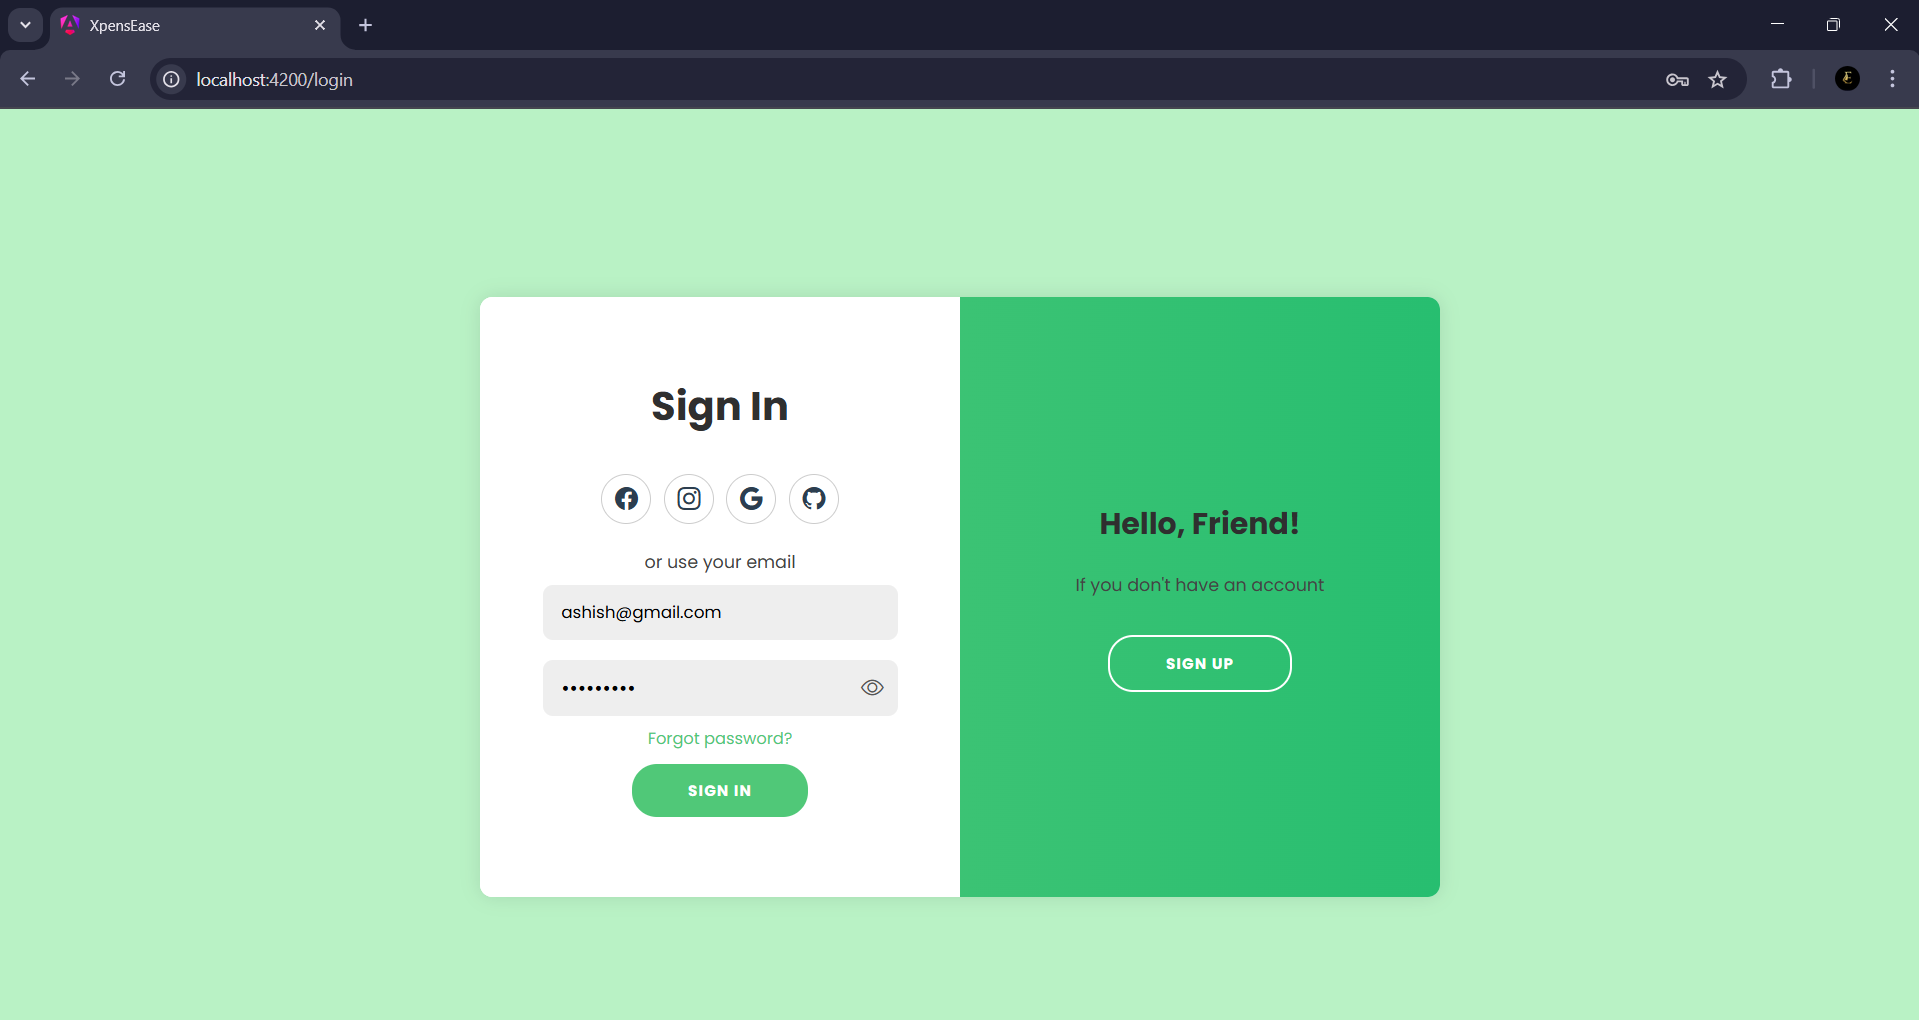 XpensEase
localhost:4200/login
Sign In
or use your email
ashish@gmail.com
•••••••••
Forgot password?
SIGN IN
Hello, Friend!
If you don't have an account
SIGN UP